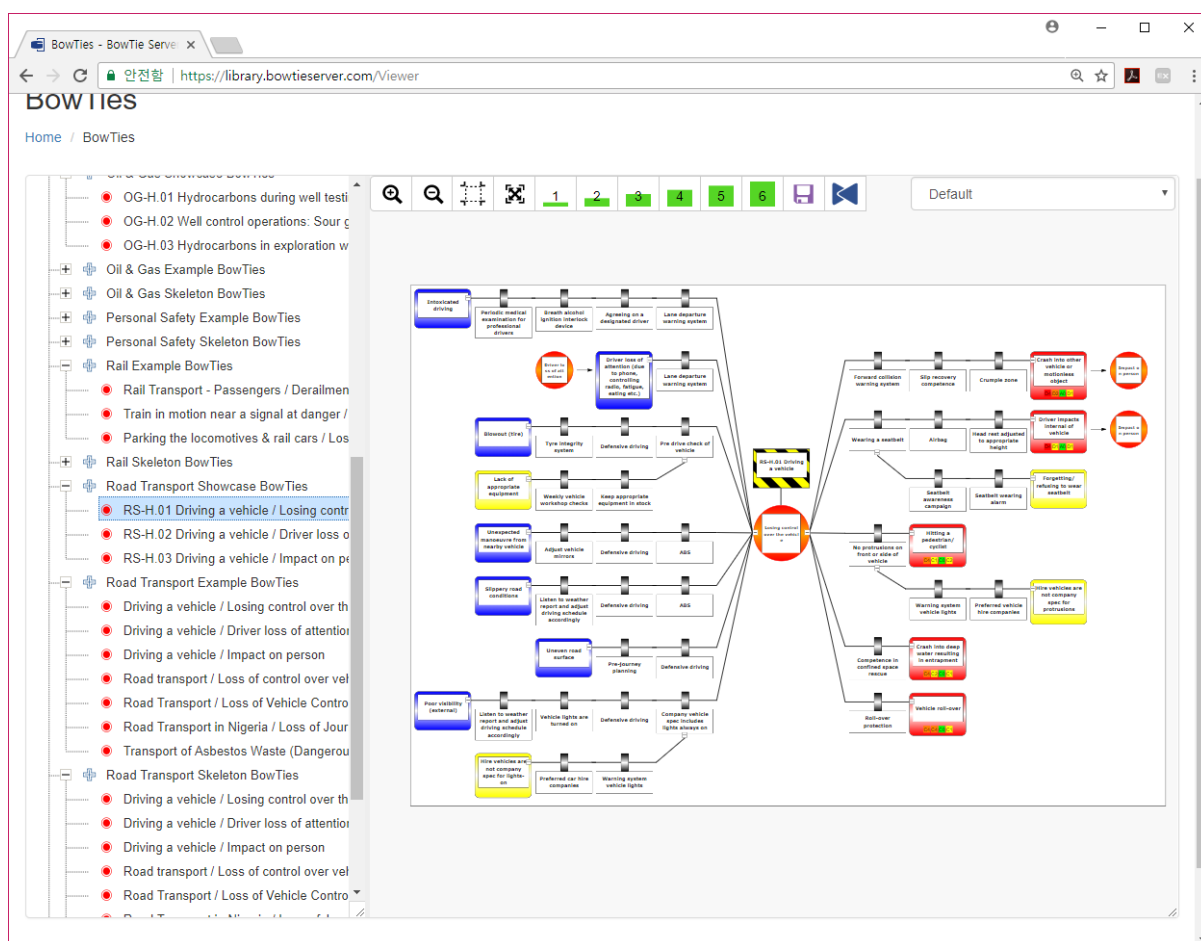 BowTies - BowTie Serve
안전함 | https://library.bowtieserver.com/Viewer
BowTies
Home / BowTies
Oil & Gas Showcase BowTies
OG-H.01 Hydrocarbons during well testi
OG-H.02 Well control operations: Sour g
OG-H.03 Hydrocarbons in exploration w
Oil & Gas Example BowTies
Oil & Gas Skeleton BowTies
Personal Safety Example BowTies
Personal Safety Skeleton BowTies
Rail Example BowTies
Rail Transport - Passengers / Derailmen
Train in motion near a signal at danger /
Parking the locomotives & rail cars / Los
Rail Skeleton BowTies
Road Transport Showcase BowTies
RS-H.01 Driving a vehicle / Losing contr
RS-H.02 Driving a vehicle / Driver loss o
RS-H.03 Driving a vehicle / Impact on pe
Road Transport Example BowTies
Driving a vehicle / Losing control over th
Driving a vehicle / Driver loss of attention
Driving a vehicle / Impact on person
Road transport / Loss of control over veh
Road Transport / Loss of Vehicle Contro
Road Transport in Nigeria / Loss of Jour
Transport of Asbestos Waste (Dangerou
Road Transport Skeleton BowTies
Driving a vehicle / Losing control over th
Driving a vehicle / Driver loss of attention
Driving a vehicle / Impact on person
Road transport / Loss of control over veh
Road Transport / Loss of Vehicle Contro
1 2 3 4 5 6
Default
Intoxicated
driving
Periodic medical
examination for
professional
drivers
Breath alcohol
ignition interlock
device
Agreeing on a
designated driver
Lane departure
warning system
Driver loss of
attention (due
to phone,
controlling
radio, fatigue,
eating etc.)
Lane departure
warning system
Blowout (tire)
Tyre integrity
system
Defensive driving
Pre drive check of
vehicle
Lack of
appropriate
equipment
Weekly vehicle
workshop checks
Keep appropriate
equipment in stock
Unexpected
manoeuvre from
nearby vehicle
Adjust vehicle
mirrors
Defensive driving
ABS
Slippery road
conditions
Listen to weather
report and adjust
driving schedule
accordingly
Defensive driving
ABS
Uneven road
surface
Pre-journey
planning
Defensive driving
Poor visibility
(external)
Listen to weather
report and adjust
driving schedule
accordingly
Vehicle lights are
turned on
Defensive driving
Company vehicle
spec includes
lights always on
Hire vehicles are
not company
spec for lights-
on
Preferred car hire
companies
Warning system
vehicle lights
RS-H.01 Driving
a vehicle
Losing control
over the vehicl
e
Forward collision
warning system
Slip recovery
competence
Crumple zone
Crash into other
vehicle or
motionless
object
Impact o
n person
Wearing a seatbelt
Airbag
Head rest adjusted
to appropriate
height
Driver impacts
internal of
vehicle
Impact o
n person
Seatbelt
awareness
campaign
Seatbelt wearing
alarm
Forgetting/
refusing to wear
seatbelt
No protrusions on
front or side of
vehicle
Hitting a
pedestrian/
cyclist
Warning system
vehicle lights
Preferred vehicle
hire companies
Hire vehicles are
not company
spec for
protrusions
Competence in
confined space
rescue
Crash into deep
water resulting
in entrapment
Roll-over
protection
Vehicle roll-over